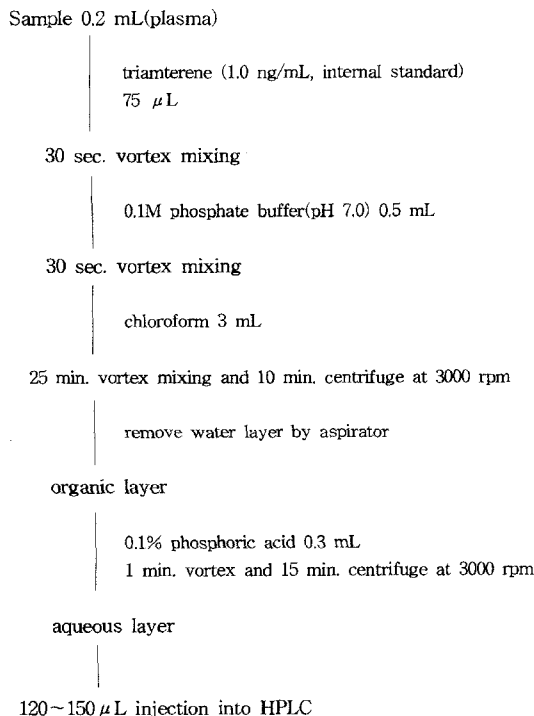 Sample 0.2 mL(plasma)
triamterene (1.0 ng/mL, internal standard)
75 μL
30 sec. vortex mixing
0.1M phosphate buffer(pH 7.0) 0.5 mL
30 sec. vortex mixing
chloroform 3 mL
25 min. vortex mixing and 10 min. centrifuge at 3000 rpm
remove water layer by aspirator
organic layer
0.1% phosphoric acid 0.3 mL
1 min. vortex and 15 min. centrifuge at 3000 rpm
aqueous layer
120~150 μL injection into HPLC